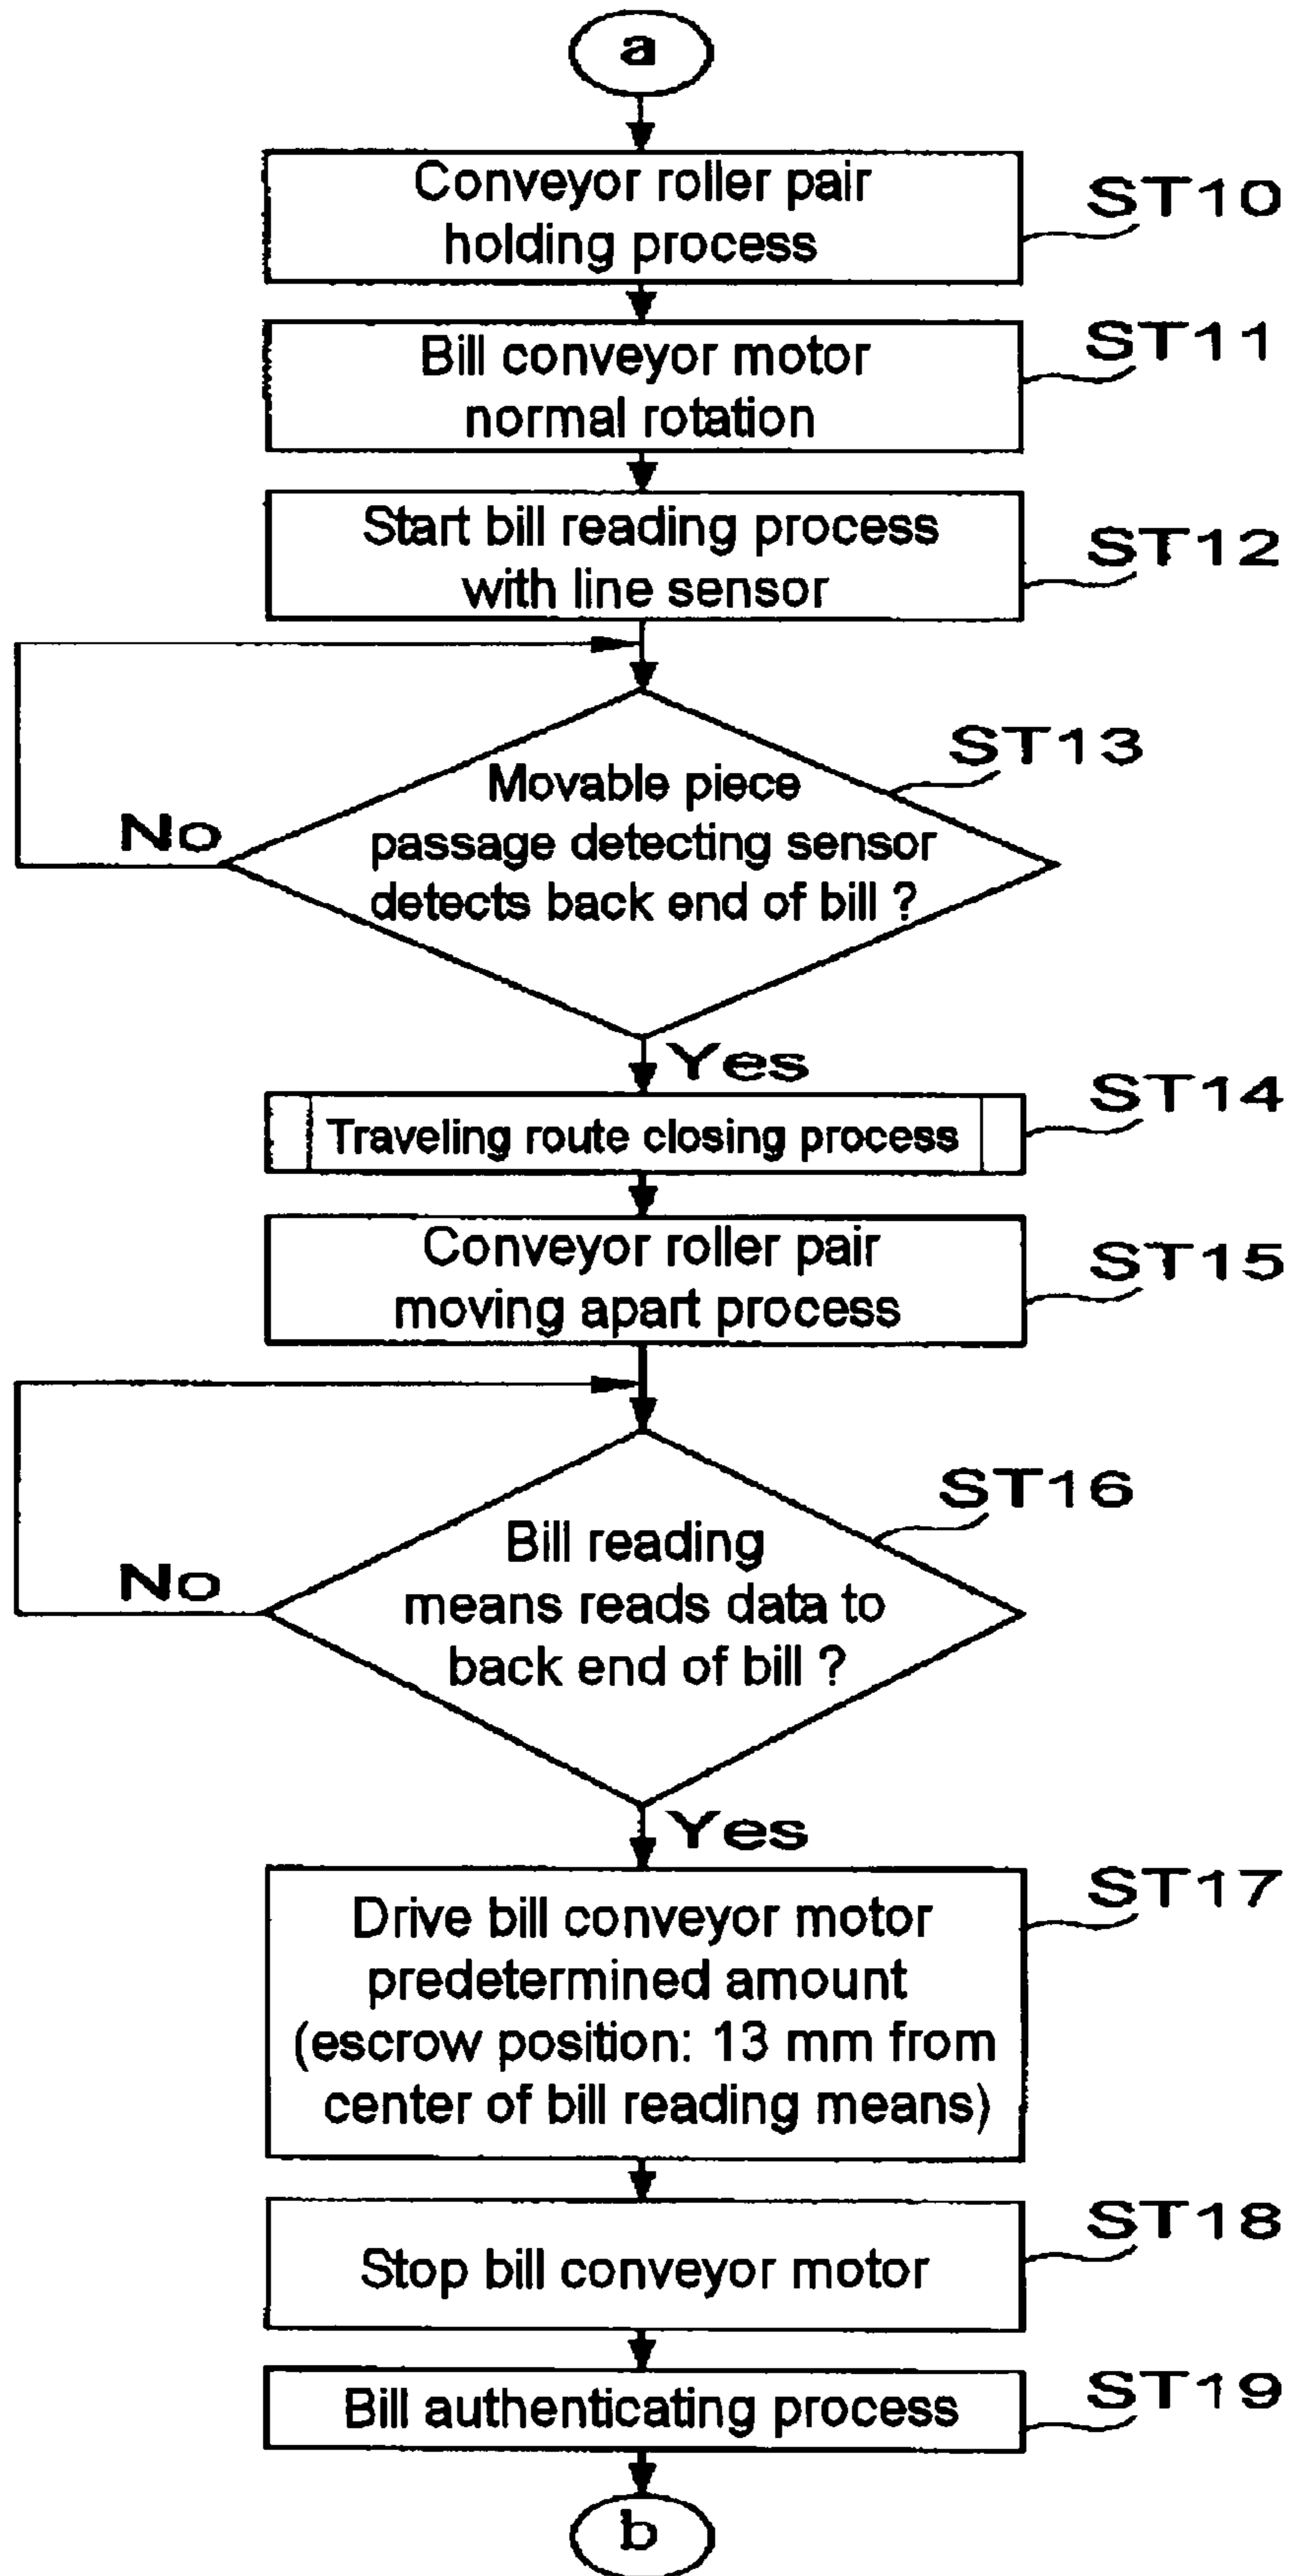 a
Conveyor roller pair
holding process
ST10
Bill conveyor motor
normal rotation
ST11
Start bill reading process
with line sensor
ST12
ST13
Movable piece
passage detecting sensor
detects back end of bill ?
No
Yes
Traveling route closing process
ST14
Conveyor roller pair
moving apart process
ST15
ST16
Bill reading
means reads data to
back end of bill ?
No
Yes
Drive bill conveyor motor
predetermined amount
(escrow position: 13 mm from
center of bill reading means)
ST17
Stop bill conveyor motor
ST18
Bill authenticating process
ST19
b